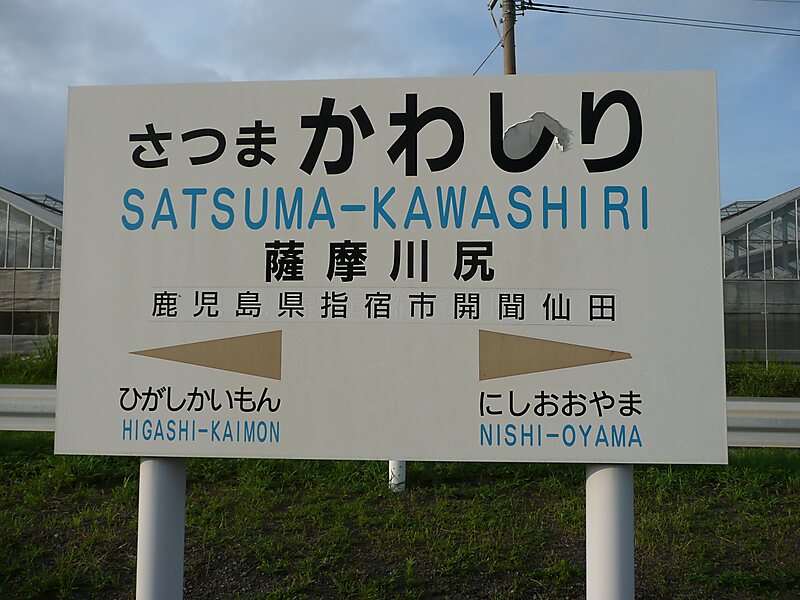 さつまかわしり
SATSUMA-KAWASHIRI
薩摩川尻
鹿児島県指宿市開聞仙田
ひがしかいもん にしおおやま
HIGASHI-KAIMON NISHI-OYAMA